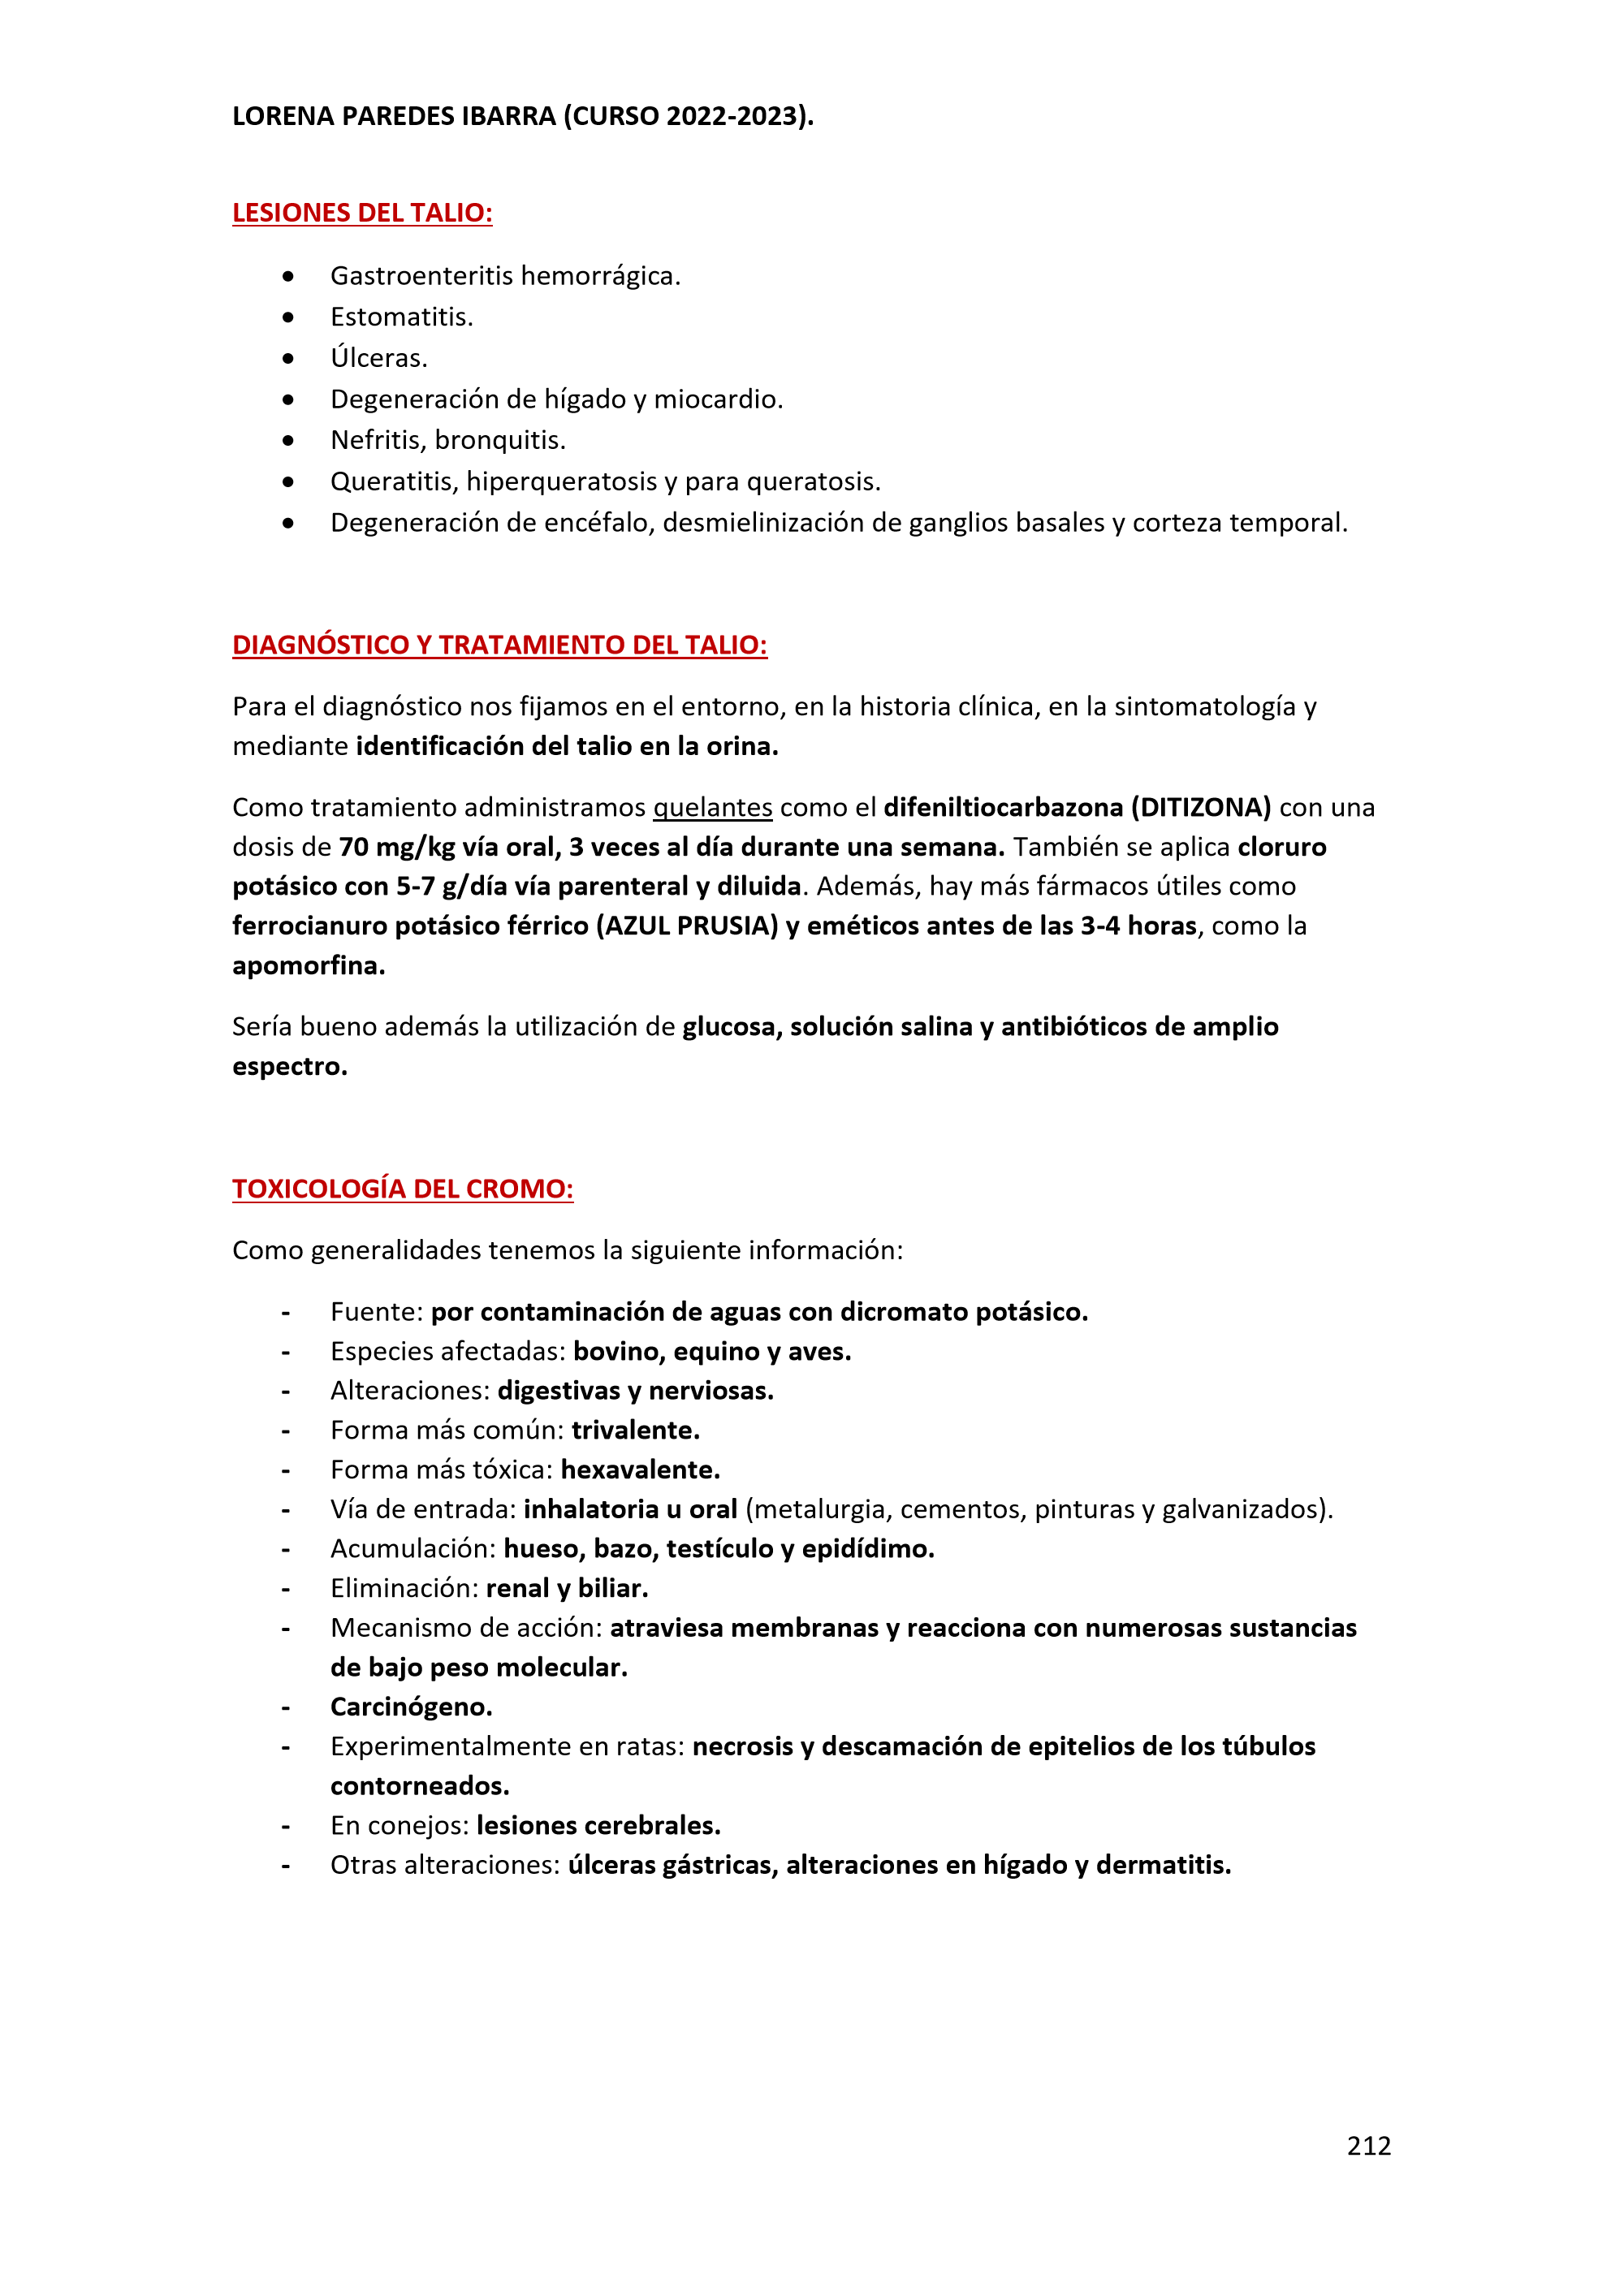 LORENA PAREDES IBARRA (CURSO 2022-2023).
LESIONES DEL TALIO:
• Gastroenteritis hemorrágica.
• Estomatitis.
• Úlceras.
• Degeneración de hígado y miocardio.
• Nefritis, bronquitis.
• Queratitis, hiperqueratosis y para queratosis.
• Degeneración de encéfalo, desmielinización de ganglios basales y corteza temporal.
DIAGNÓSTICO Y TRATAMIENTO DEL TALIO:
Para el diagnóstico nos fijamos en el entorno, en la historia clínica, en la sintomatología y
mediante identificación del talio en la orina.
Como tratamiento administramos quelantes como el difeniltiocarbazona (DITIZONA) con una
dosis de 70 mg/kg vía oral, 3 veces al día durante una semana. También se aplica cloruro
potásico con 5-7 g/día vía parenteral y diluida. Además, hay más fármacos útiles como
ferrocianuro potásico férrico (AZUL PRUSIA) y eméticos antes de las 3-4 horas, como la
apomorfina.
Sería bueno además la utilización de glucosa, solución salina y antibióticos de amplio
espectro.
TOXICOLOGÍA DEL CROMO:
Como generalidades tenemos la siguiente información:
- Fuente: por contaminación de aguas con dicromato potásico.
- Especies afectadas: bovino, equino y aves.
- Alteraciones: digestivas y nerviosas.
- Forma más común: trivalente.
- Forma más tóxica: hexavalente.
- Vía de entrada: inhalatoria u oral (metalurgia, cementos, pinturas y galvanizados).
- Acumulación: hueso, bazo, testículo y epidídimo.
- Eliminación: renal y biliar.
- Mecanismo de acción: atraviesa membranas y reacciona con numerosas sustancias
de bajo peso molecular.
- Carcinógeno.
- Experimentalmente en ratas: necrosis y descamación de epitelios de los túbulos
contorneados.
- En conejos: lesiones cerebrales.
- Otras alteraciones: úlceras gástricas, alteraciones en hígado y dermatitis.
212